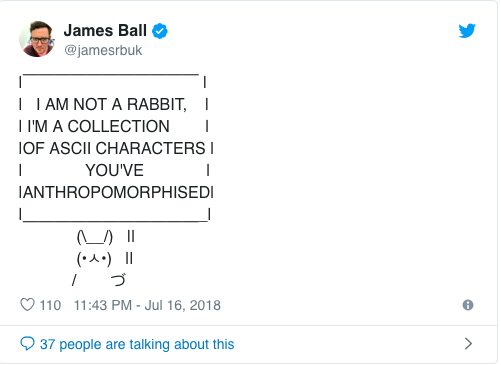 James Ball
@jamesrbuk
|￣￣￣￣￣￣￣￣￣￣￣|
| I AM NOT A RABBIT, |
| I'M A COLLECTION |
|OF ASCII CHARACTERS |
| YOU'VE |
|ANTHROPOMORPHISED|
|_____________________|
(\__/) ||
(•ㅅ•) ||
/ づ
110 11:43 PM - Jul 16, 2018
37 people are talking about this